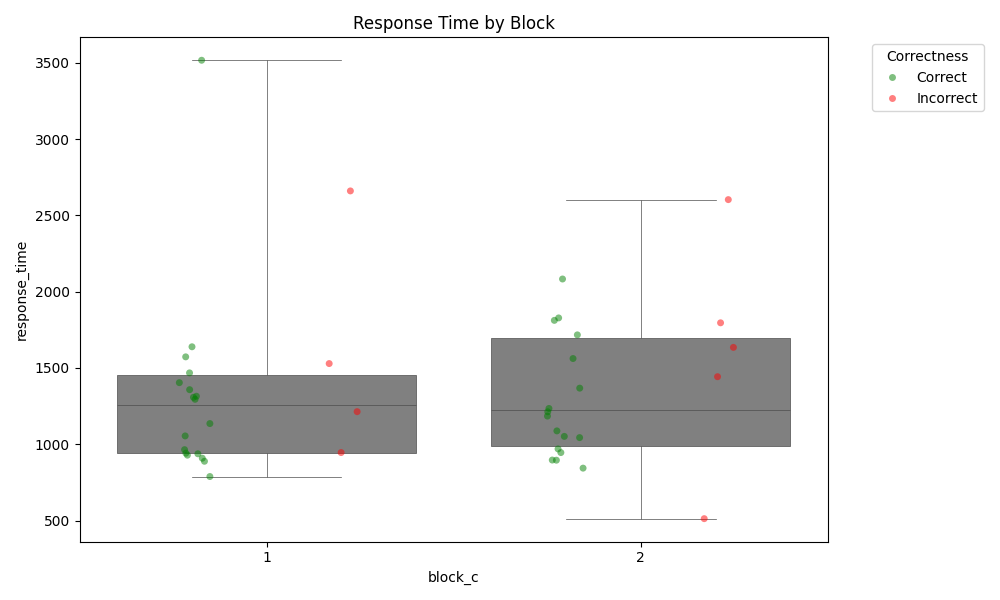 Response Time by Block
Correctness
Correct
Incorrect
response_time
3500
3000
2500
2000
1500
1000
500
1
2
block_c